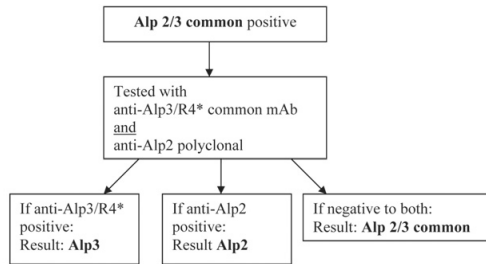 Alp 2/3 common positive
Tested with
anti-Alp3/R4* common mAb
and
anti-Alp2 polyclonal
If anti-Alp3/R4*
positive:
Result: Alp3
If anti-Alp2
positive:
Result Alp2
If negative to both:
Result: Alp 2/3 common